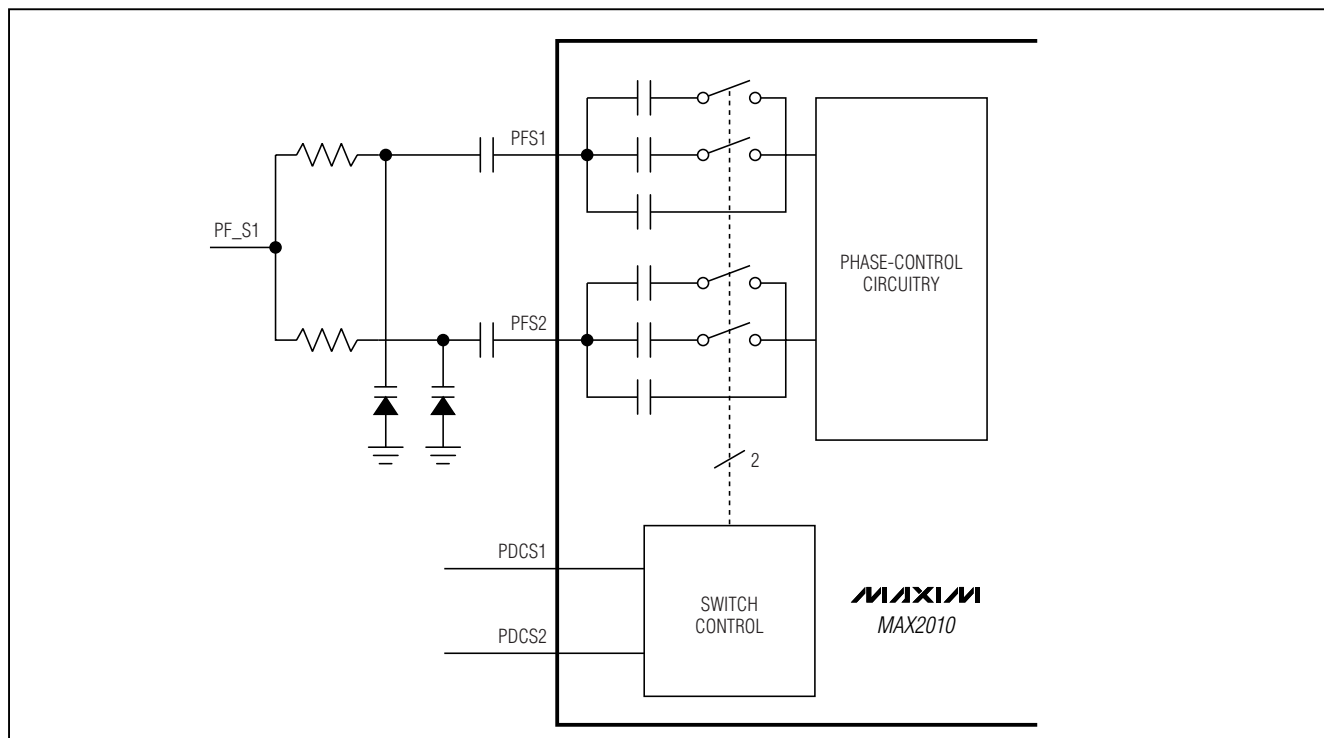 PFS1
PF_S1
PHASE-CONTROL
CIRCUITRY
PFS2
2
PDCS1
SWITCH
CONTROL
MAXIM
MAX2010
PDCS2